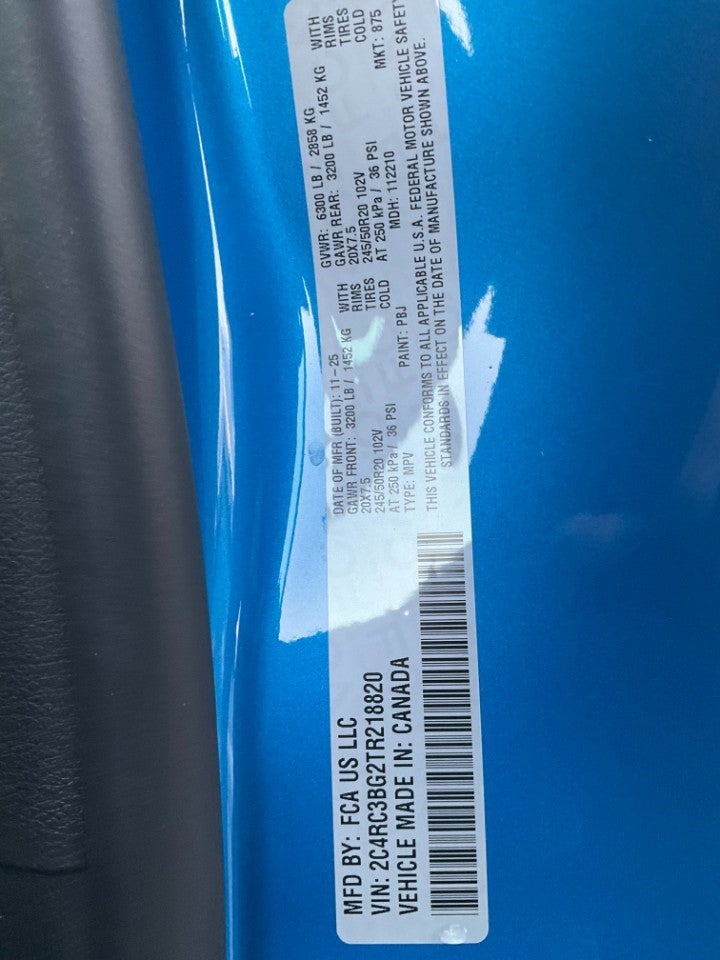 MFD BY: FCA US LLC
VIN: 2C4RC3BG2TR218820
VEHICLE MADE IN: CANADA
DATE OF MFR (BUILT): 11-25
GAWR FRONT: 3200 LB / 1452 KG WITH
20X7.5 RIMS
245/50R20 102V TIRES
AT 250 kPa / 36 PSI COLD
TYPE: MPV PAINT: PBJ
GVWR: 6300 LB / 2858 KG
GAWR REAR: 3200 LB / 1452 KG WITH
20X7.5 RIMS
245/50R20 102V TIRES
AT 250 kPa / 36 PSI COLD
MDH: 112210 MKT: 875
THIS VEHICLE CONFORMS TO ALL APPLICABLE U.S.A. FEDERAL MOTOR VEHICLE SAFETY
STANDARDS IN EFFECT ON THE DATE OF MANUFACTURE SHOWN ABOVE.